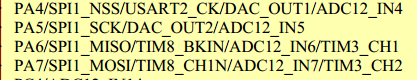 PA4/SPI1_NSS/USART2_CK/DAC_OUT1/ADC12_IN4
PA5/SPI1_SCK/DAC_OUT2/ADC12_IN5
PA6/SPI1_MISO/TIM8_BKIN/ADC12_IN6/TIM3_CH1
PA7/SPI1_MOSI/TIM8_CH1N/ADC12_IN7/TIM3_CH2